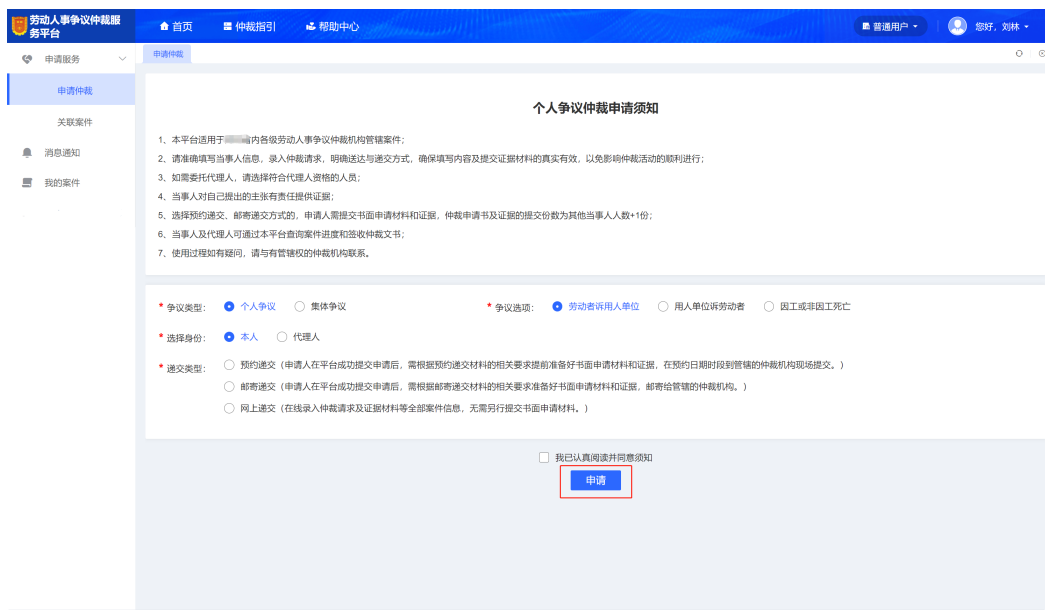 劳动人事争议仲裁服
务平台
首页
仲裁指引
帮助中心
普通用户
您好，刘林
申请服务
申请仲裁
关联案件
消息通知
我的案件
申请仲裁
个人争议仲裁申请须知
1、本平台适用于 省内各级劳动人事争议仲裁机构管辖案件；
2、请准确填写当事人信息，录入仲裁请求，明确送达与递交方式，确保填写内容及提交证据材料的真实有效，以免影响仲裁活动的顺利进行；
3、如需委托代理人，请选择符合代理人资格的人员；
4、当事人对自己提出的主张有责任提供证据；
5、选择预约递交、邮寄递交方式的，申请人需提交书面申请材料和证据，仲裁申请书及证据的提交份数为其他当事人人数+1份；
6、当事人及代理人可通过本平台查询案件进度和签收仲裁文书；
7、使用过程如有疑问，请与有管辖权的仲裁机构联系。
* 争议类型： 个人争议 集体争议 * 争议选项： 劳动者诉用人单位 用人单位诉劳动者 因工或非因工死亡
* 选择身份： 本人 代理人
* 递交类型： 预约递交（申请人在平台成功提交申请后，需根据预约递交材料的相关要求提前准备好书面申请材料和证据，在预约日期时段到管辖的仲裁机构现场提交。）
邮寄递交（申请人在平台成功提交申请后，需根据邮寄递交材料的相关要求准备好书面申请材料和证据，邮寄给管辖的仲裁机构。）
网上递交（在线录入仲裁请求及证据材料等全部案件信息，无需另行提交书面申请材料。）
我已认真阅读并同意须知
申请